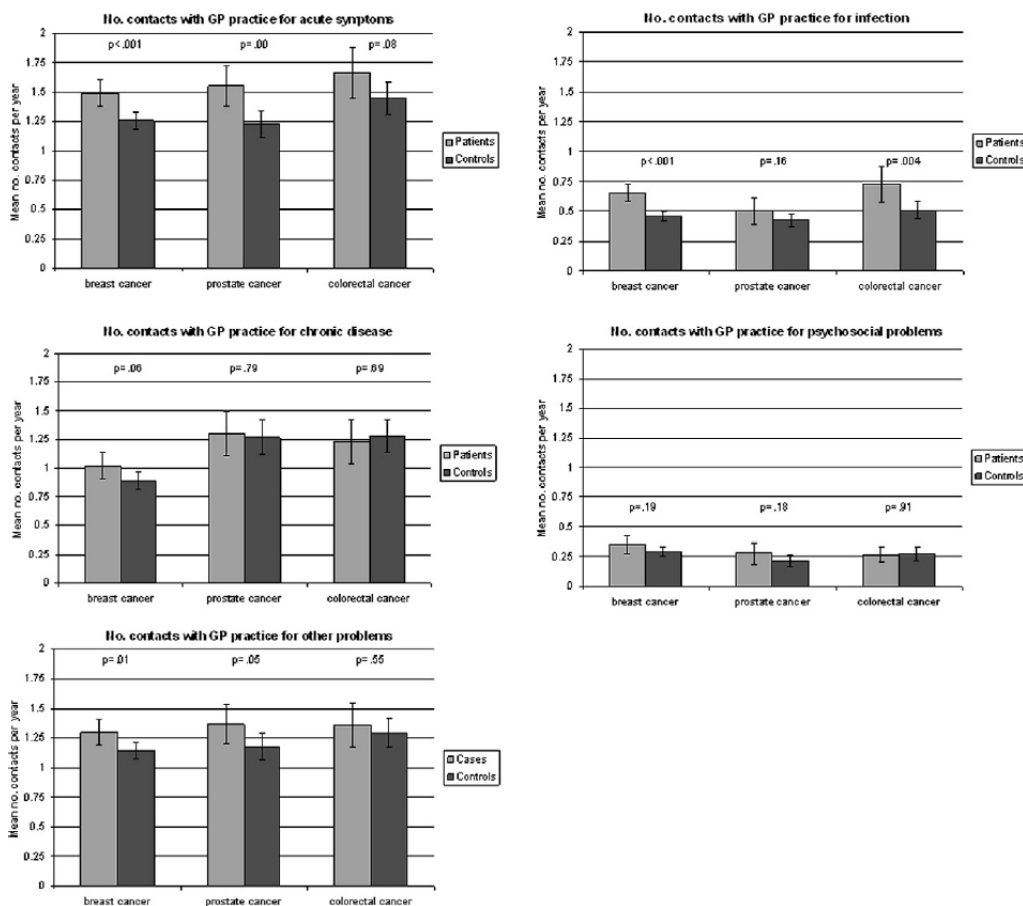 No. contacts with GP practice for acute symptoms
p<.001 p=.00 p=.08
Mean no. contacts per year
2
1.75
1.5
1.25
1
0.75
0.5
0.25
0
breast cancer prostate cancer colorectal cancer
Patients
Controls
No. contacts with GP practice for infection
p<.001 p=.16 p=.004
Mean no. contacts per year
2
1.75
1.5
1.25
1
0.75
0.5
0.25
0
breast cancer prostate cancer colorectal cancer
Patients
Controls
No. contacts with GP practice for chronic disease
p=.06 p=.79 p=.69
Mean no. contacts per year
2
1.75
1.5
1.25
1
0.75
0.5
0.25
0
breast cancer prostate cancer colorectal cancer
Patients
Controls
No. contacts with GP practice for psychosocial problems
p=.19 p=.18 p=.91
Mean no. contacts per year
2
1.75
1.5
1.25
1
0.75
0.5
0.25
0
breast cancer prostate cancer colorectal cancer
Patients
Controls
No. contacts with GP practice for other problems
p=.01 p=.05 p=.55
Mean no. contacts per year
2
1.75
1.5
1.25
1
0.75
0.5
0.25
0
breast cancer prostate cancer colorectal cancer
Cases
Controls